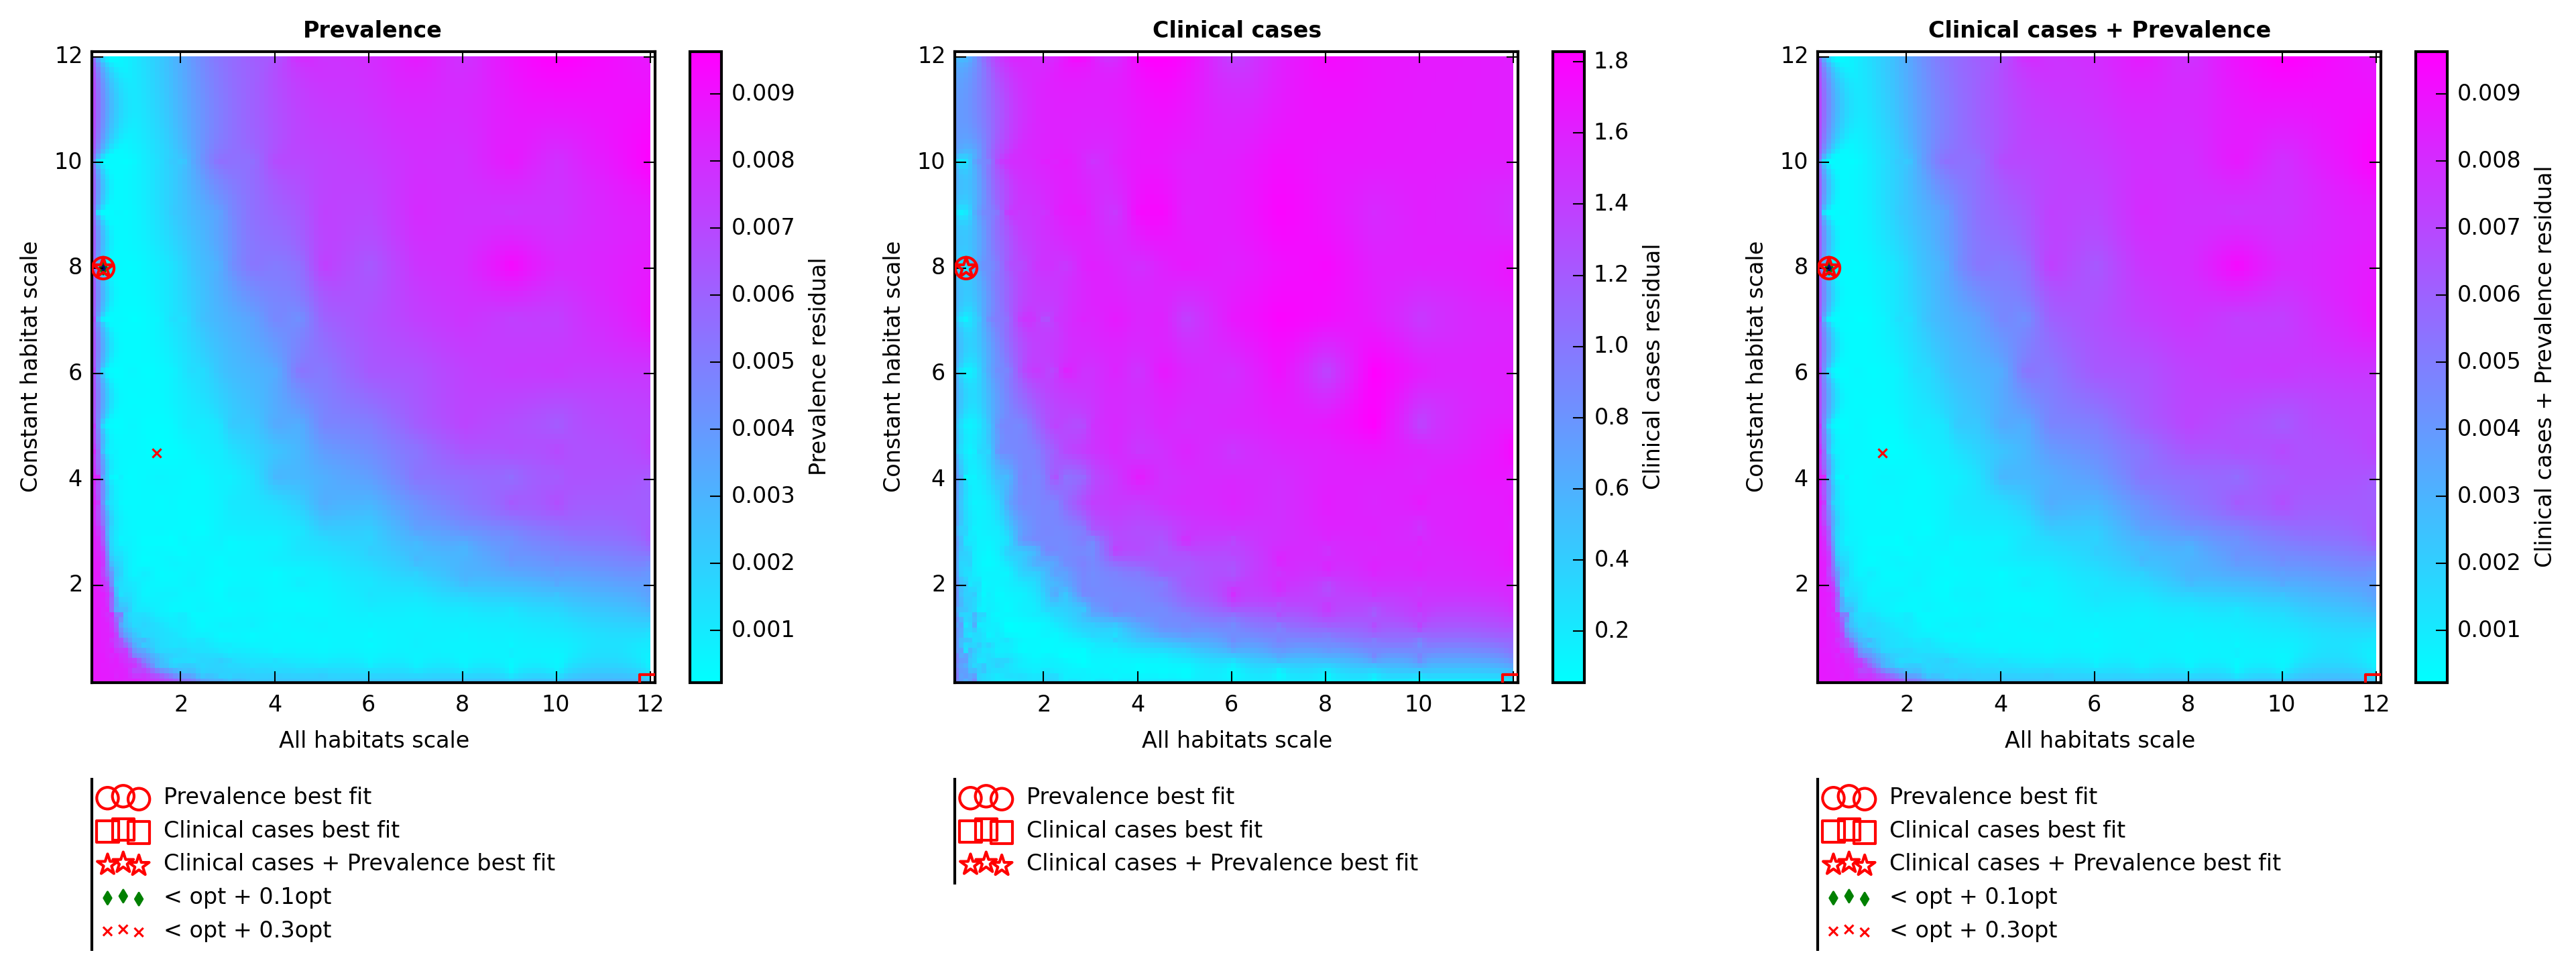 Prevalence
12
10
8
6
4
2
2 4 6 8 10 12
Constant habitat scale
All habitats scale
0.009
0.008
0.007
0.006
0.005
0.004
0.003
0.002
0.001
Prevalence residual
Prevalence best fit
Clinical cases best fit
Clinical cases + Prevalence best fit
< opt + 0.1opt
< opt + 0.3opt
Clinical cases
12
10
8
6
4
2
2 4 6 8 10 12
Constant habitat scale
All habitats scale
1.8
1.6
1.4
1.2
1.0
0.8
0.6
0.4
0.2
Clinical cases residual
Prevalence best fit
Clinical cases best fit
Clinical cases + Prevalence best fit
Clinical cases + Prevalence
12
10
8
6
4
2
2 4 6 8 10 12
Constant habitat scale
All habitats scale
0.009
0.008
0.007
0.006
0.005
0.004
0.003
0.002
0.001
Clinical cases + Prevalence residual
Prevalence best fit
Clinical cases best fit
Clinical cases + Prevalence best fit
< opt + 0.1opt
< opt + 0.3opt